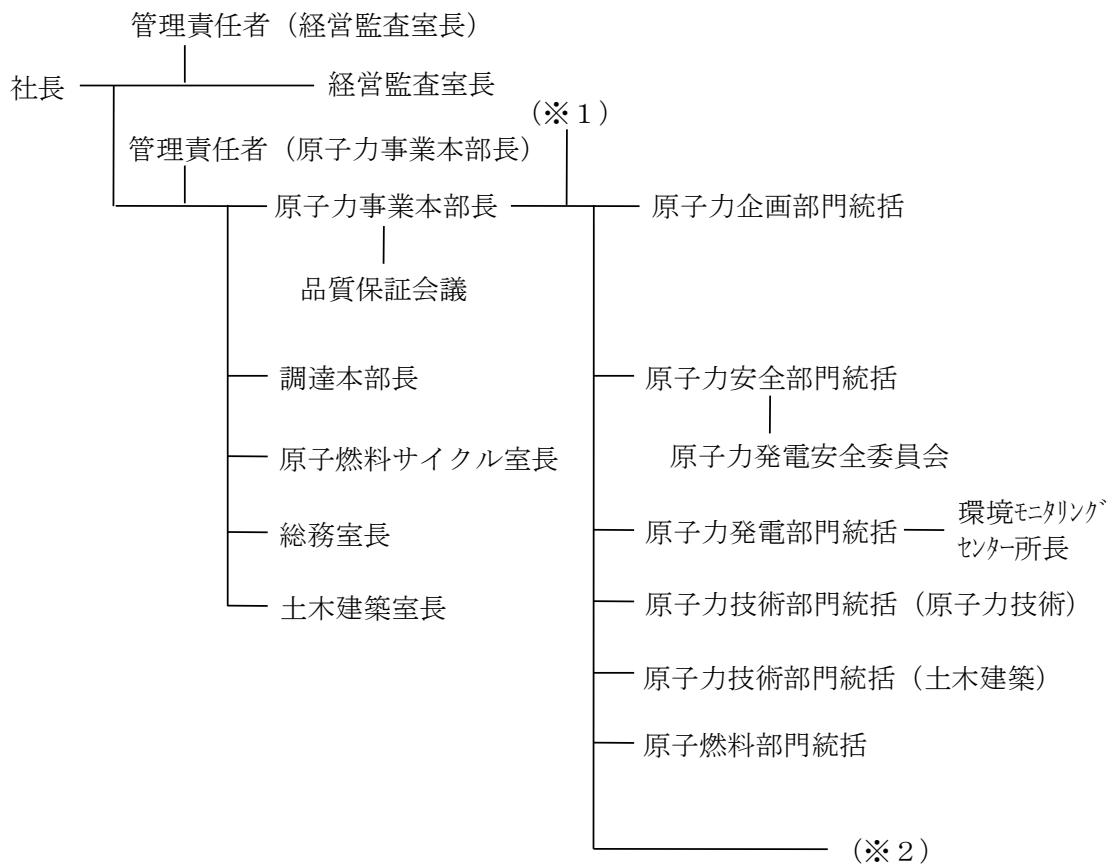 管理責任者（経営監査室長）
社長
経営監査室長
（※１）
管理責任者（原子力事業本部長）
原子力事業本部長
原子力企画部門統括
品質保証会議
調達本部長
原子力安全部門統括
原子燃料サイクル室長
原子力発電安全委員会
総務室長
原子力発電部門統括
環境ﾓﾆﾀﾘﾝｸﾞ
ｾﾝﾀｰ所長
土木建築室長
原子力技術部門統括（原子力技術）
原子力技術部門統括（土木建築）
原子燃料部門統括
（※２）